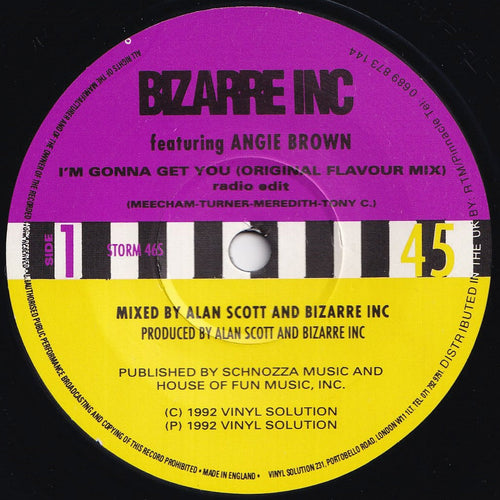 BIZARRE INC
featuring ANGIE BROWN
I'M GONNA GET YOU (ORIGINAL FLAVOUR MIX)
radio edit
(MEECHAM-TURNER-MEREDITH-TONY C.)
SIDE 1
STORM 46S
45
MIXED BY ALAN SCOTT AND BIZARRE INC
PRODUCED BY ALAN SCOTT AND BIZARRE INC
PUBLISHED BY SCHNOZZA MUSIC AND
HOUSE OF FUN MUSIC, INC.
(C) 1992 VINYL SOLUTION
(P) 1992 VINYL SOLUTION
ALL RIGHTS OF THE MANUFACTURER AND OF THE OWNER OF THE RECORDED
UNAUTHORISED PUBLIC PERFORMANCE BROADCASTING AND COPYING OF THIS RECORD PROHIBITED • MADE IN ENGLAND • VINYL SOLUTION 231, PORTOBELLO ROAD, LONDON W11 1LT. TEL 071 792 9791
DISTRIBUTED IN THE UK BY RTM/Pinnacle Tel: 0689 873 144